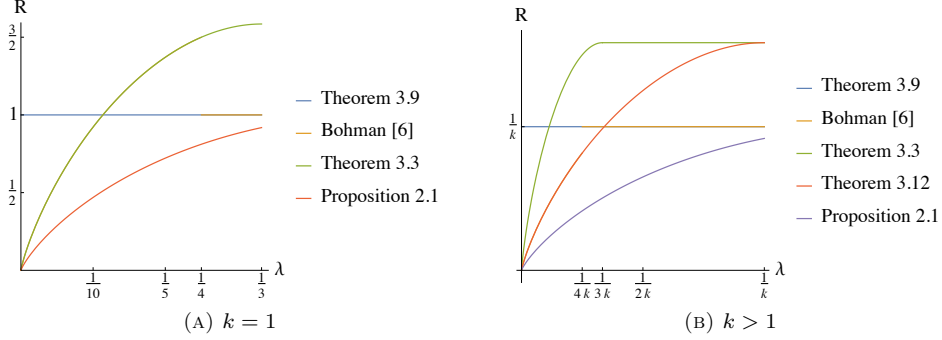 R
3/2
1
1/2
1/10
1/5
1/4
1/3
λ
Theorem 3.9
Bohman [6]
Theorem 3.3
Proposition 2.1
(A) k = 1
R
1/k
1/4k
1/3k
1/2k
1/k
λ
Theorem 3.9
Bohman [6]
Theorem 3.3
Theorem 3.12
Proposition 2.1
(B) k > 1